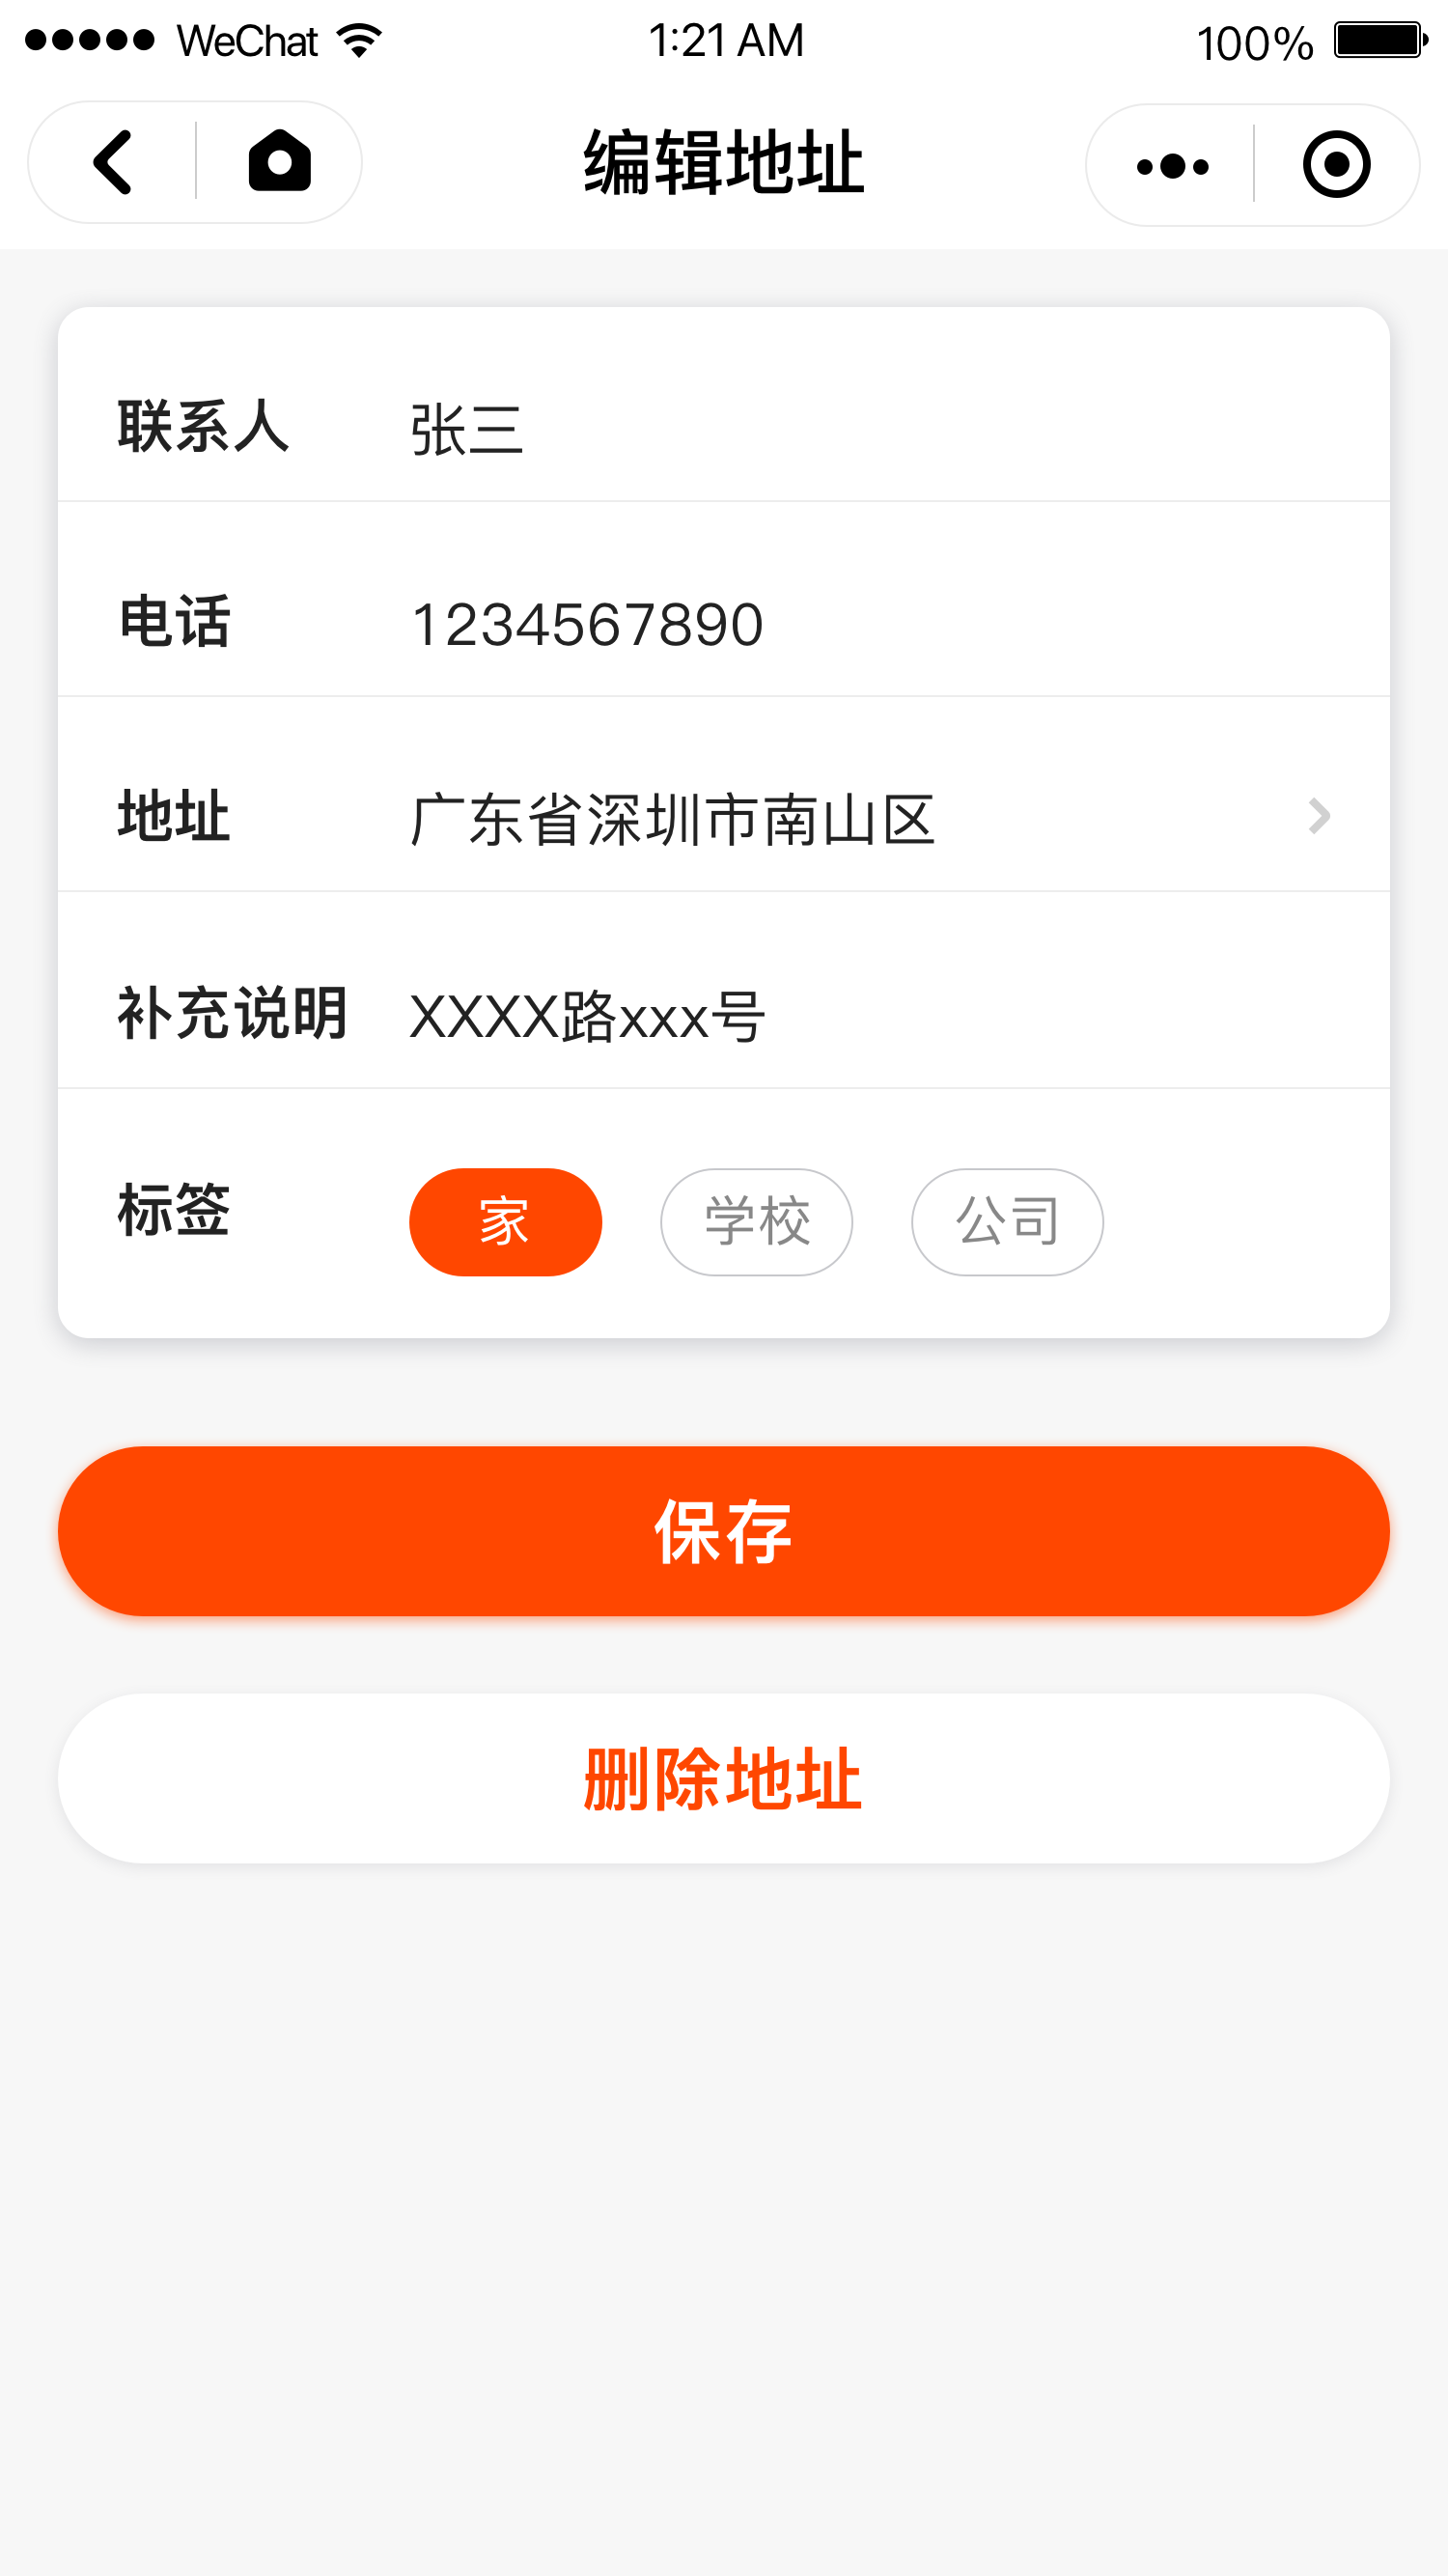 WeChat 1:21 AM 100%
编辑地址
联系人 张三
电话 1234567890
地址 广东省深圳市南山区
补充说明 XXXX路xxx号
标签 家 学校 公司
保存
删除地址